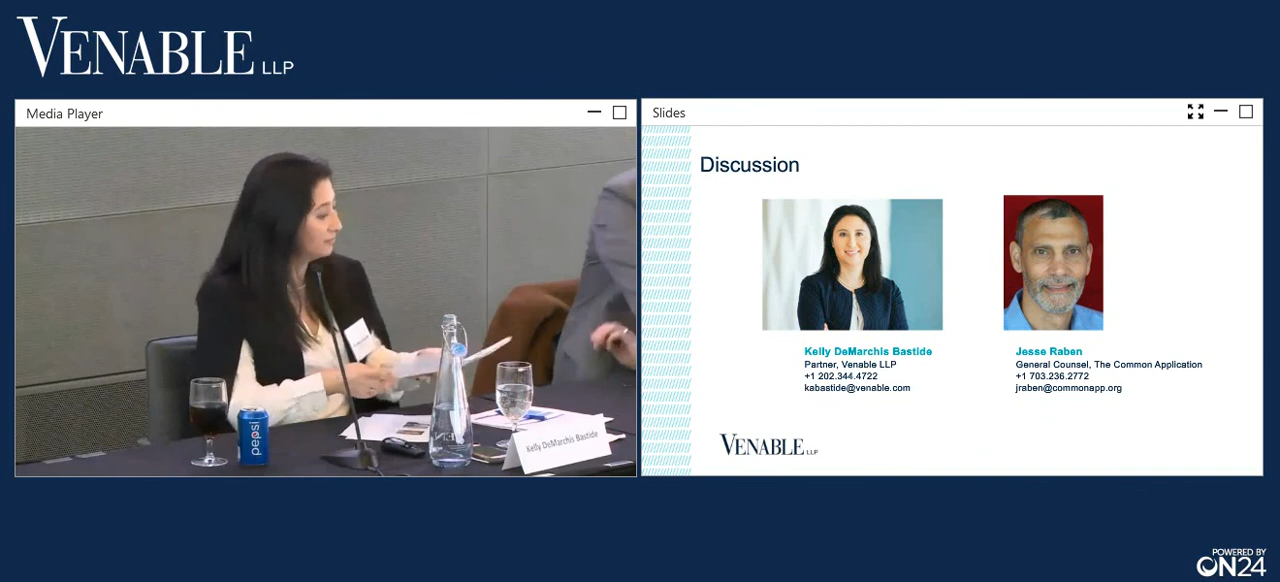 VENABLE LLP
Media Player
Slides
Discussion
Kelly DeMarchis Bastide
Partner, Venable LLP
+1 202.344.4722
kabastide@venable.com
Jesse Raben
General Counsel, The Common Application
+1 703.236.2772
jraben@commonapp.org
VENABLE LLP
pepsi
Kelly DeMarchis Bastide
POWERED BY
ON24